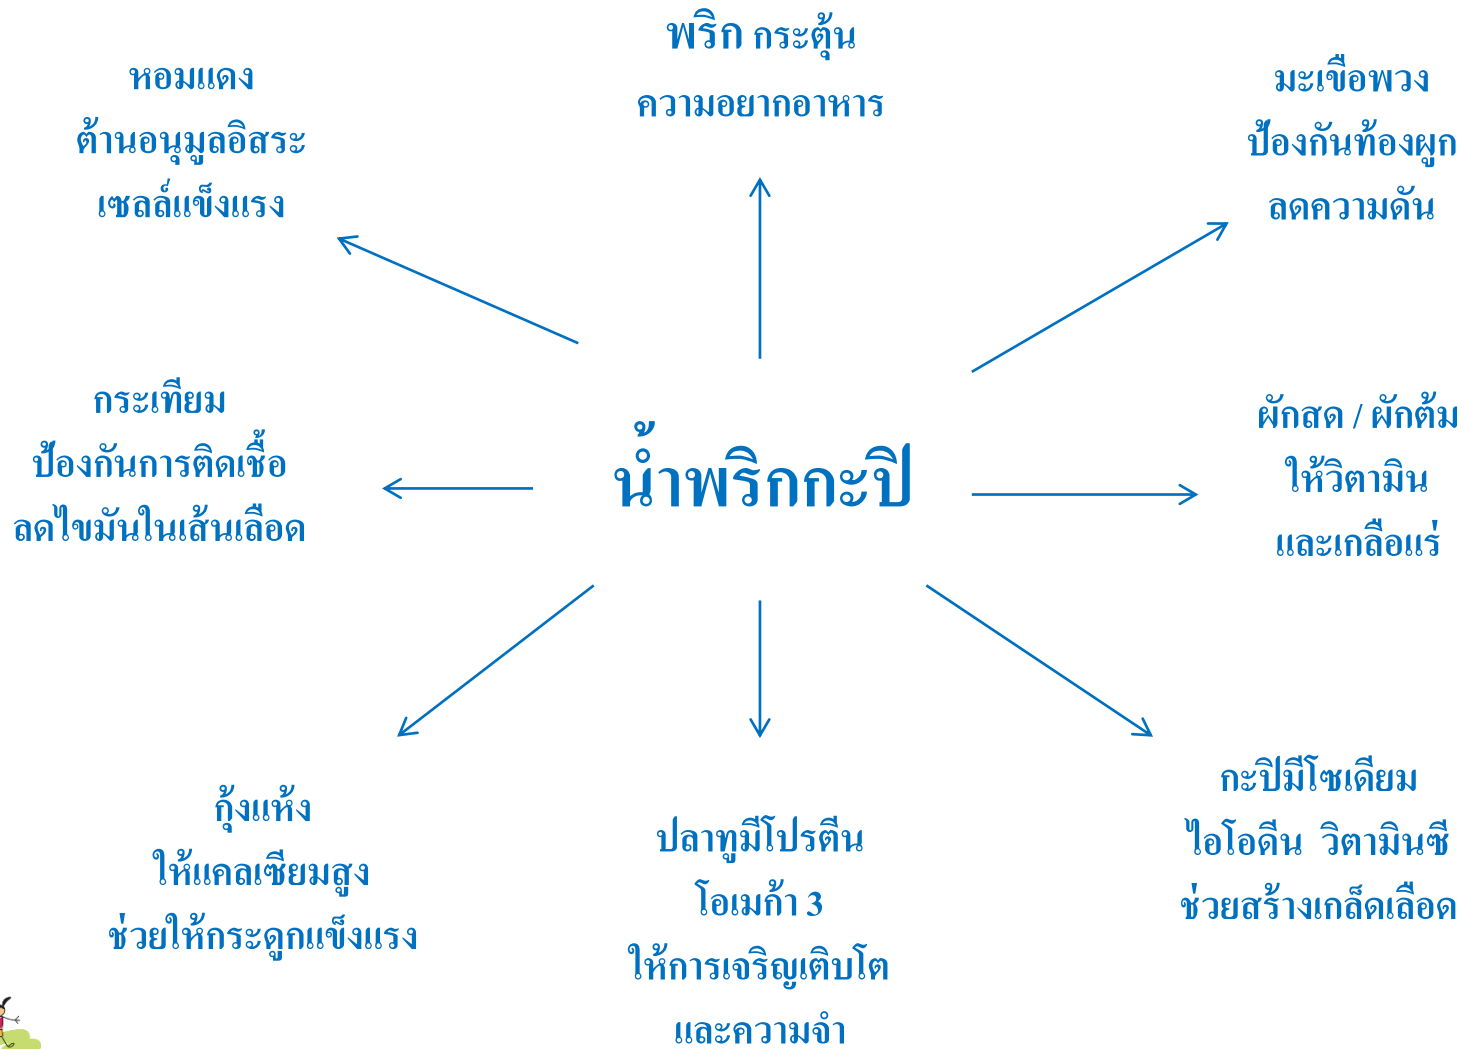 พริก กระตุ้น
ความอยากอาหาร
หอมแดง
ต้านอนุมูลอิสระ
เซลล์แข็งแรง
มะเขือพวง
ป้องกันท้องผูก
ลดความดัน
กระเทียม
ป้องกันการติดเชื้อ
ลดไขมันในเส้นเลือด
น้ำพริกกะปิ
ผักสด / ผักต้ม
ให้วิตามิน
และเกลือแร่
กุ้งแห้ง
ให้แคลเซียมสูง
ช่วยให้กระดูกแข็งแรง
ปลาทูมีโปรตีน
โอเมก้า 3
ให้การเจริญเติบโต
และความจำ
กะปิมีโซเดียม
ไอโอดีน วิตามินซี
ช่วยสร้างเกล็ดเลือด